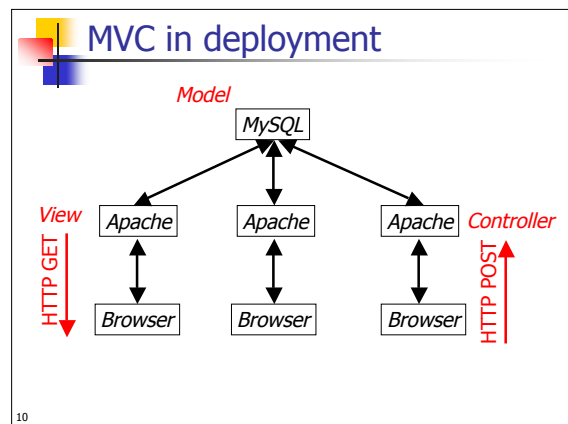 MVC in deployment
Model
MySQL
View
Apache
Apache
Apache
Controller
HTTP GET
HTTP POST
Browser
Browser
Browser
10